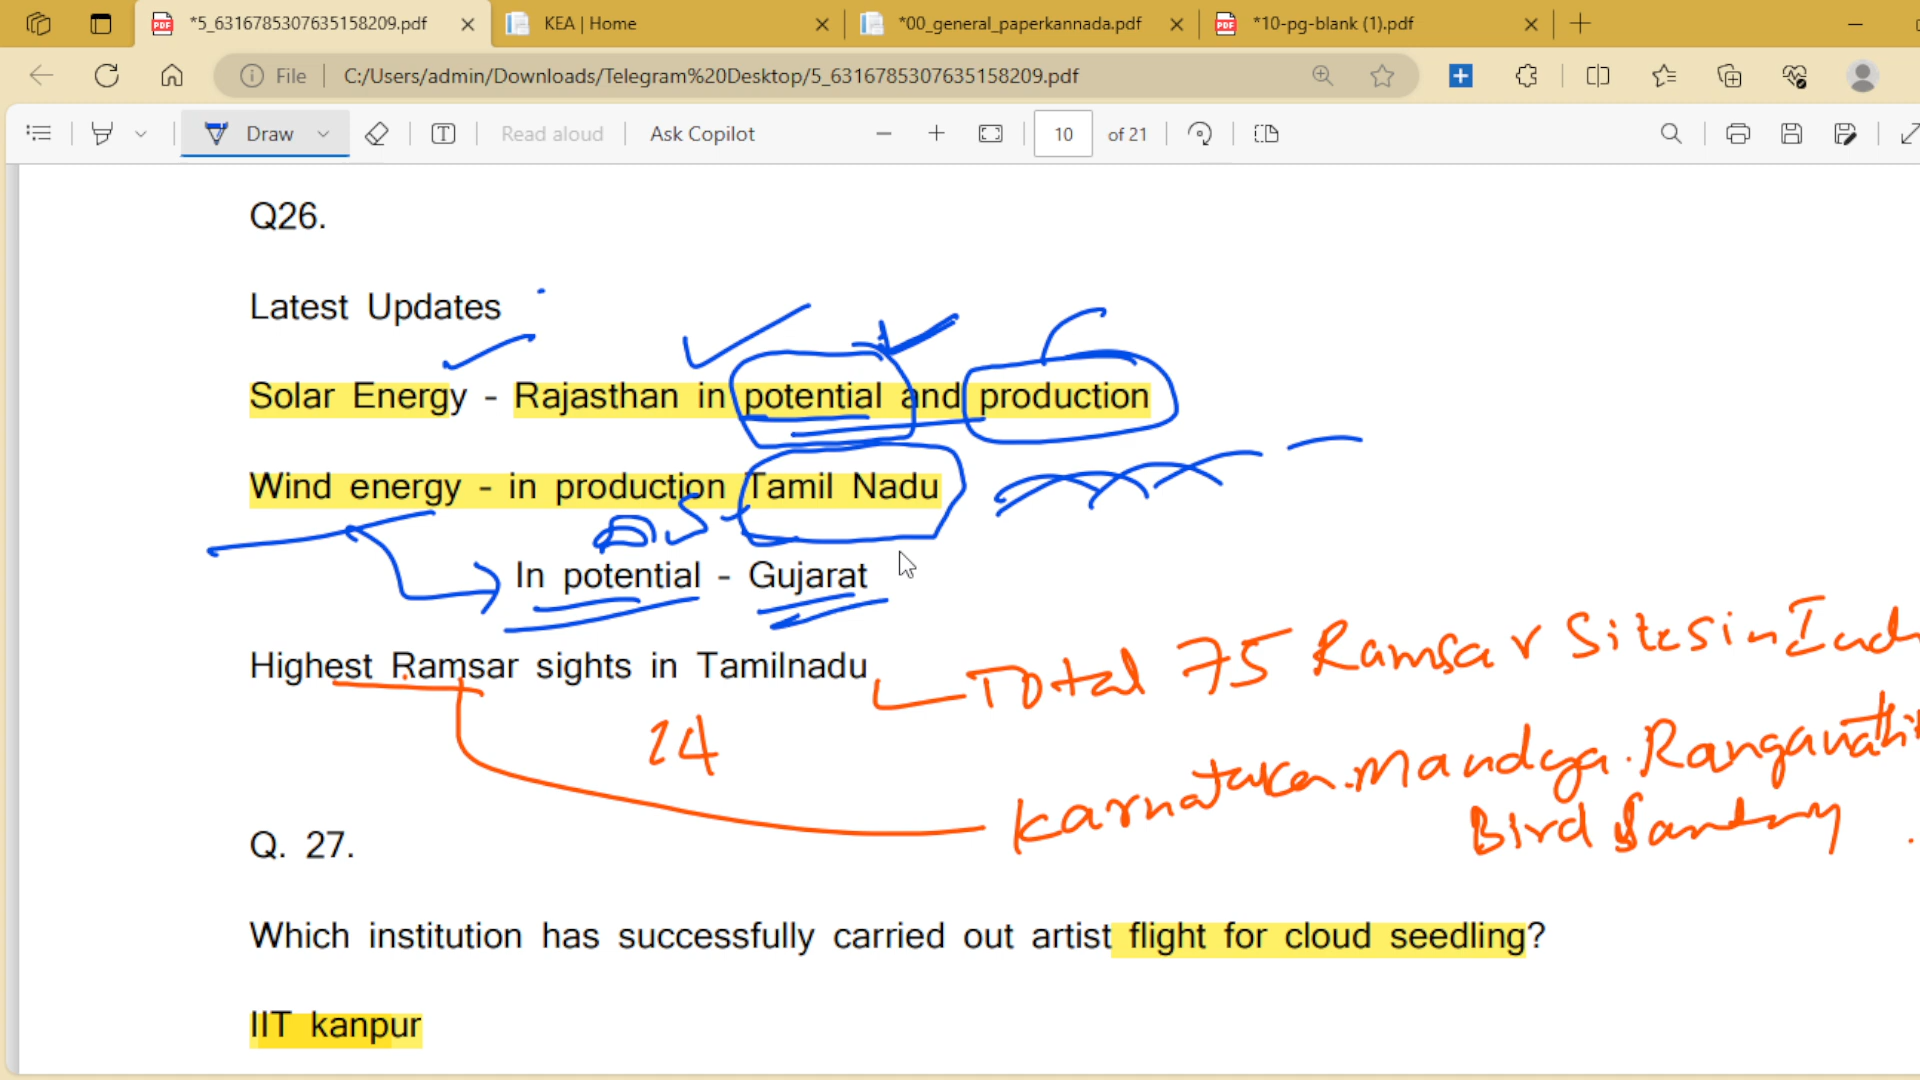 *5_6316785307635158209.pdf
KEA | Home
*00_general_paperkannada.pdf
*10-pg-blank (1).pdf
File
C:/Users/admin/Downloads/Telegram%20Desktop/5_6316785307635158209.pdf
Draw
Read aloud
Ask Copilot
10
of 21
Q26.
Latest Updates
Solar Energy - Rajasthan in potential and production
Wind energy - in production Tamil Nadu
In potential - Gujarat
Highest Ramsar sights in Tamilnadu
Total 75 Ramsar Sites in Ind
14
Karnataka. Mandya. Ranganathi
Bird
Q. 27.
Which institution has successfully carried out artist flight for cloud seedling?
IIT kanpur